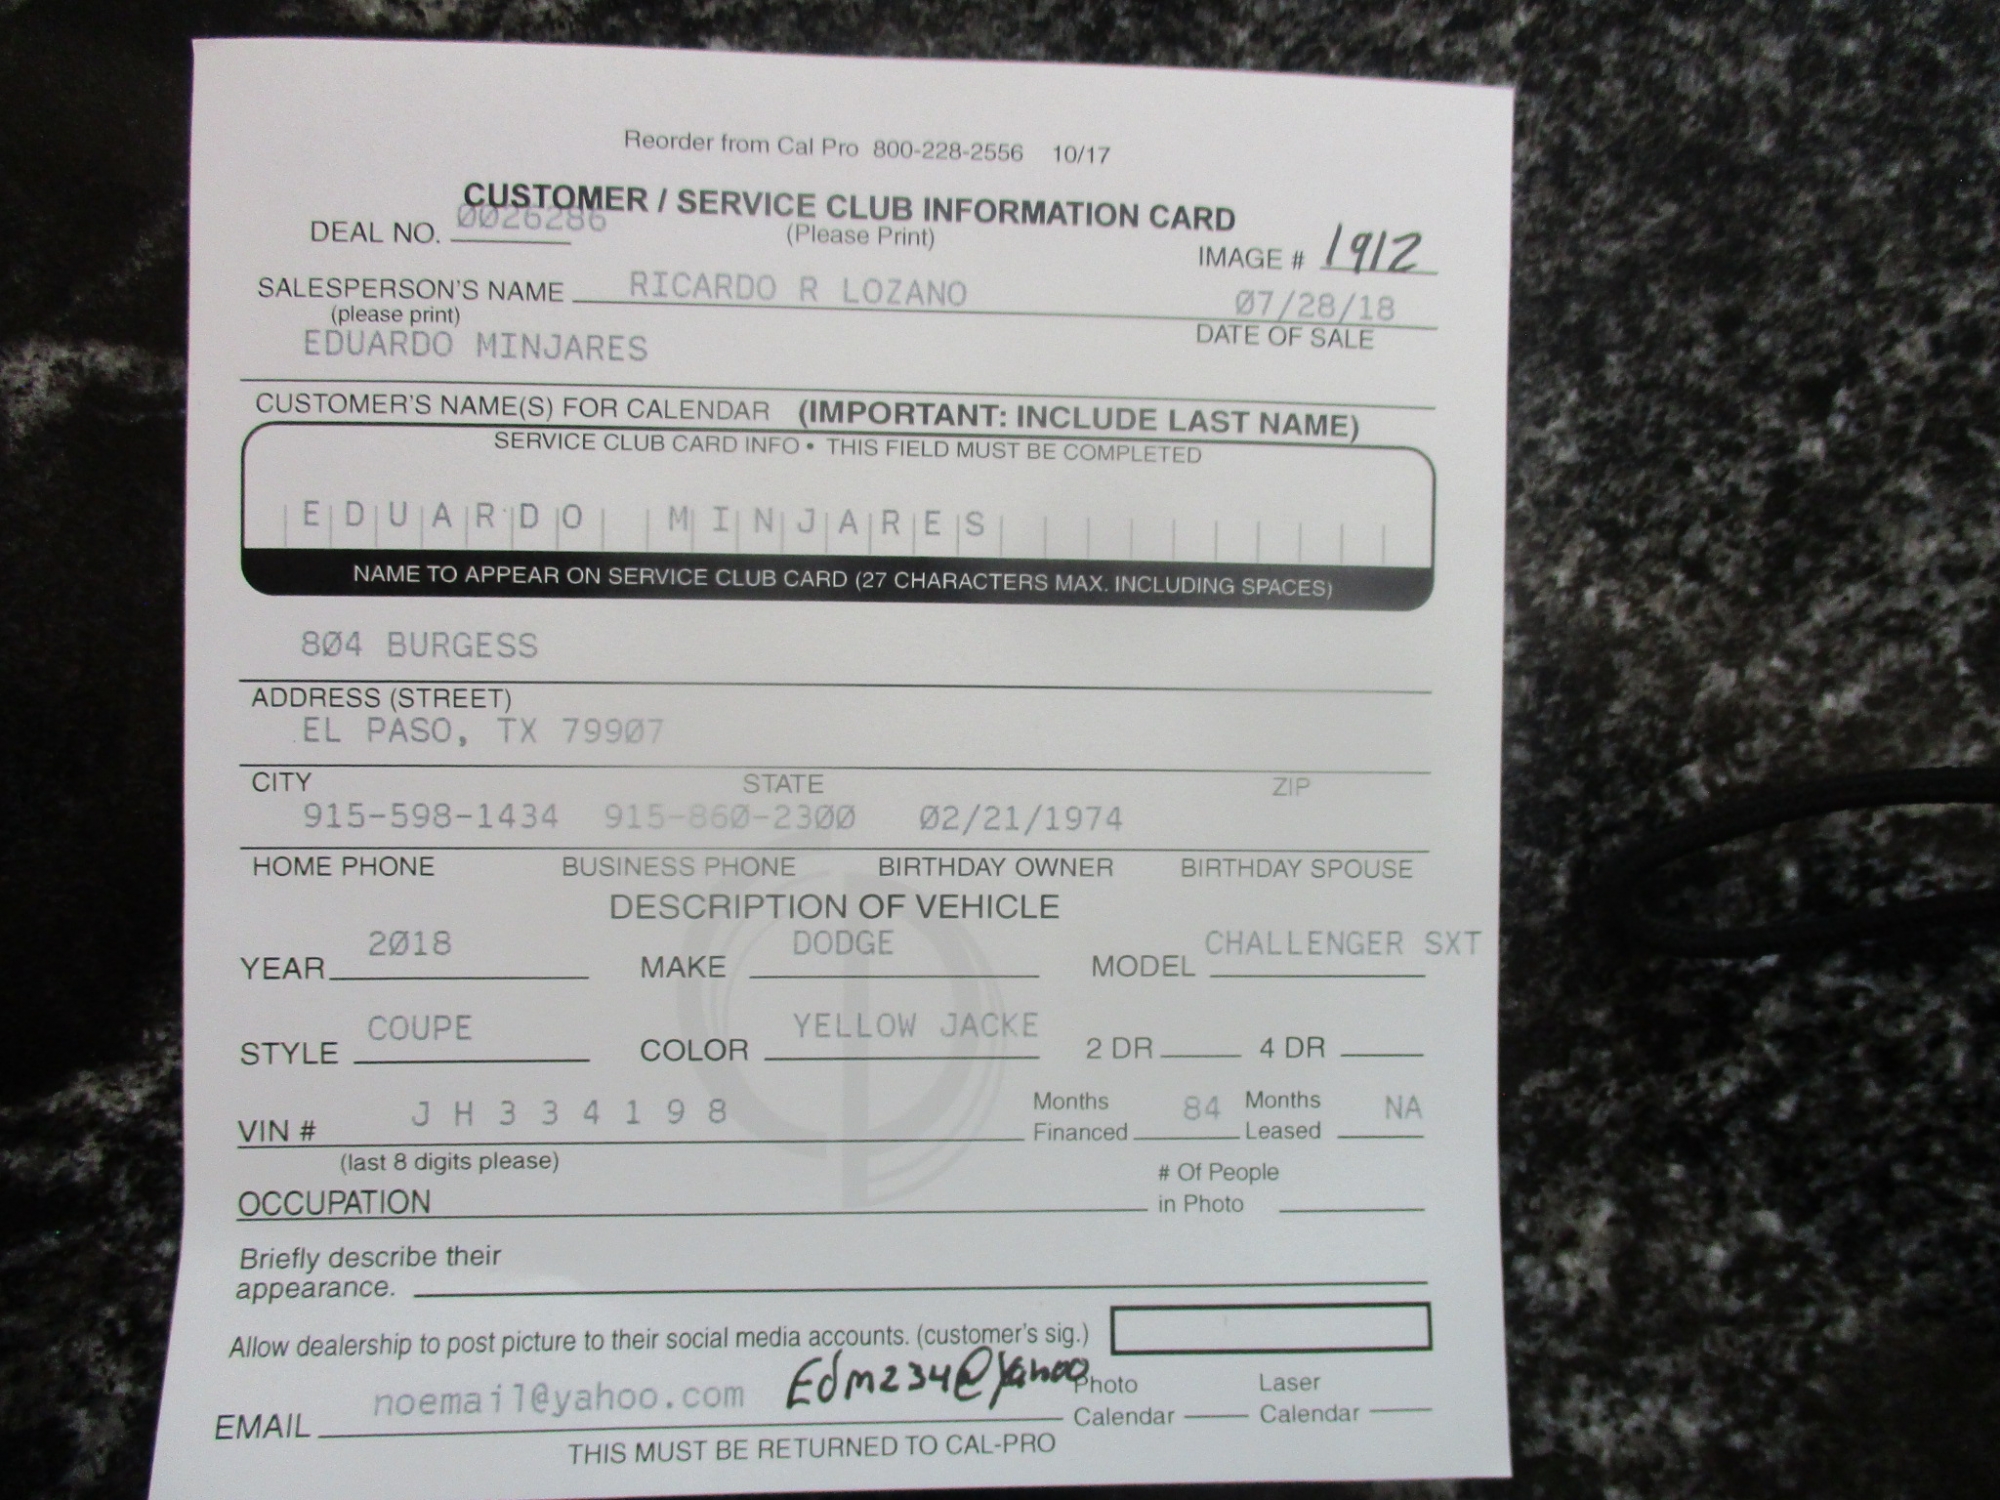 Reorder from Cal Pro 800-228-2556 10/17
CUSTOMER / SERVICE CLUB INFORMATION CARD
DEAL NO. 0026286 (Please Print) IMAGE # 1912
SALESPERSON'S NAME RICARDO R LOZANO 07/28/18
(please print) DATE OF SALE
EDUARDO MINJARES
CUSTOMER'S NAME(S) FOR CALENDAR (IMPORTANT: INCLUDE LAST NAME)
SERVICE CLUB CARD INFO • THIS FIELD MUST BE COMPLETED
EDUARDO MINJARES
NAME TO APPEAR ON SERVICE CLUB CARD (27 CHARACTERS MAX. INCLUDING SPACES)
804 BURGESS
ADDRESS (STREET)
EL PASO, TX 79907
CITY STATE ZIP
915-598-1434 915-860-2300 02/21/1974
HOME PHONE BUSINESS PHONE BIRTHDAY OWNER BIRTHDAY SPOUSE
DESCRIPTION OF VEHICLE
YEAR 2018 MAKE DODGE MODEL CHALLENGER SXT
STYLE COUPE COLOR YELLOW JACKE 2 DR 4 DR
VIN # J H 3 3 4 1 9 8 Months Financed 84 Months Leased NA
(last 8 digits please)
OCCUPATION # Of People in Photo
Briefly describe their
appearance.
Allow dealership to post picture to their social media accounts. (customer's sig.)
EMAIL noemail@yahoo.com Edmz34@yahoo Photo Calendar Laser Calendar
THIS MUST BE RETURNED TO CAL-PRO